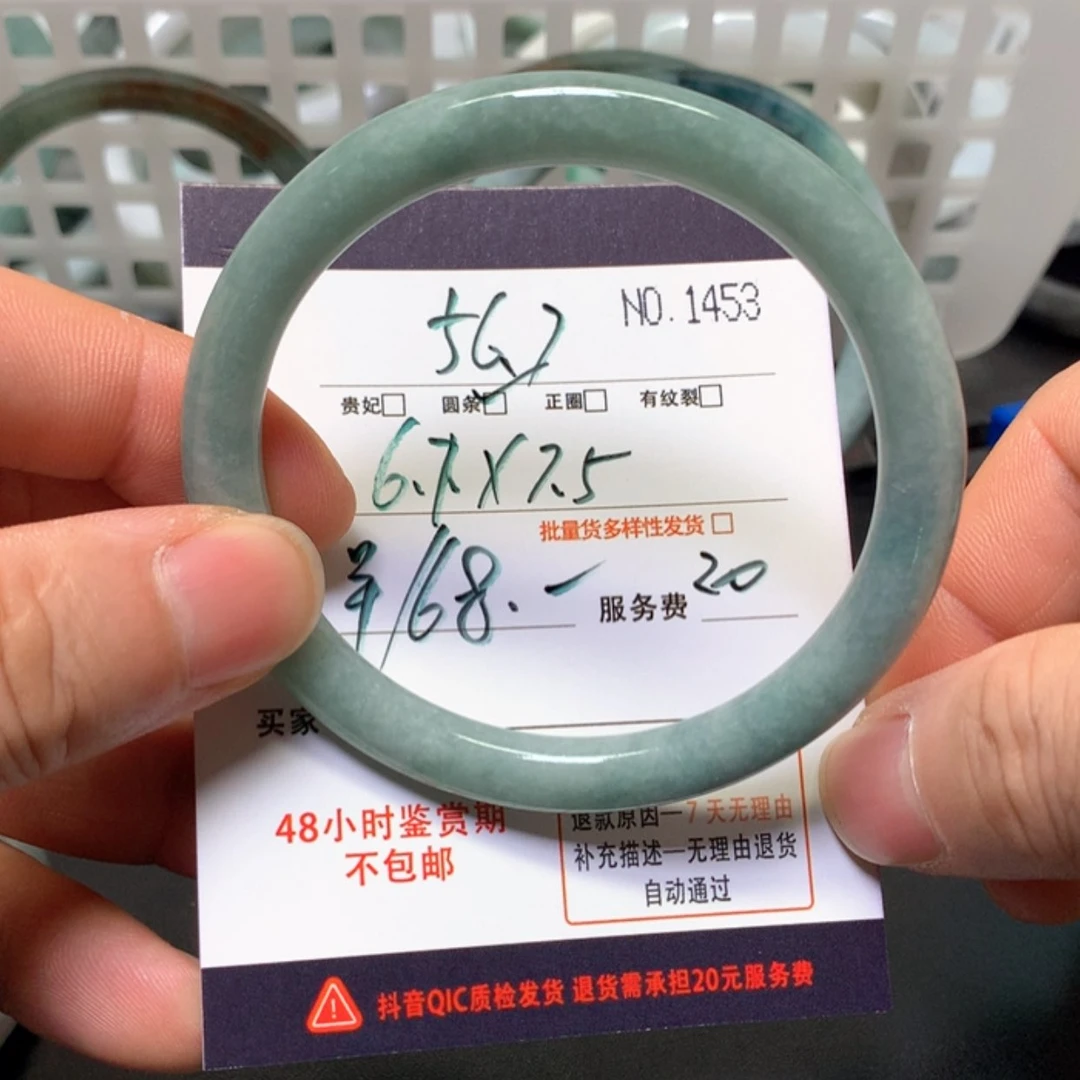 56.7 NO.1453
贵妃□ 圆条□ 正圈□ 有纹裂□
6.7×7.5
批量货多样性发货□
¥168.- 服务费 20
买家
48小时鉴赏期
不包邮
退款原因—7天无理由
补充描述—无理由退货
自动通过
抖音QIC质检发货 退货需承担20元服务费